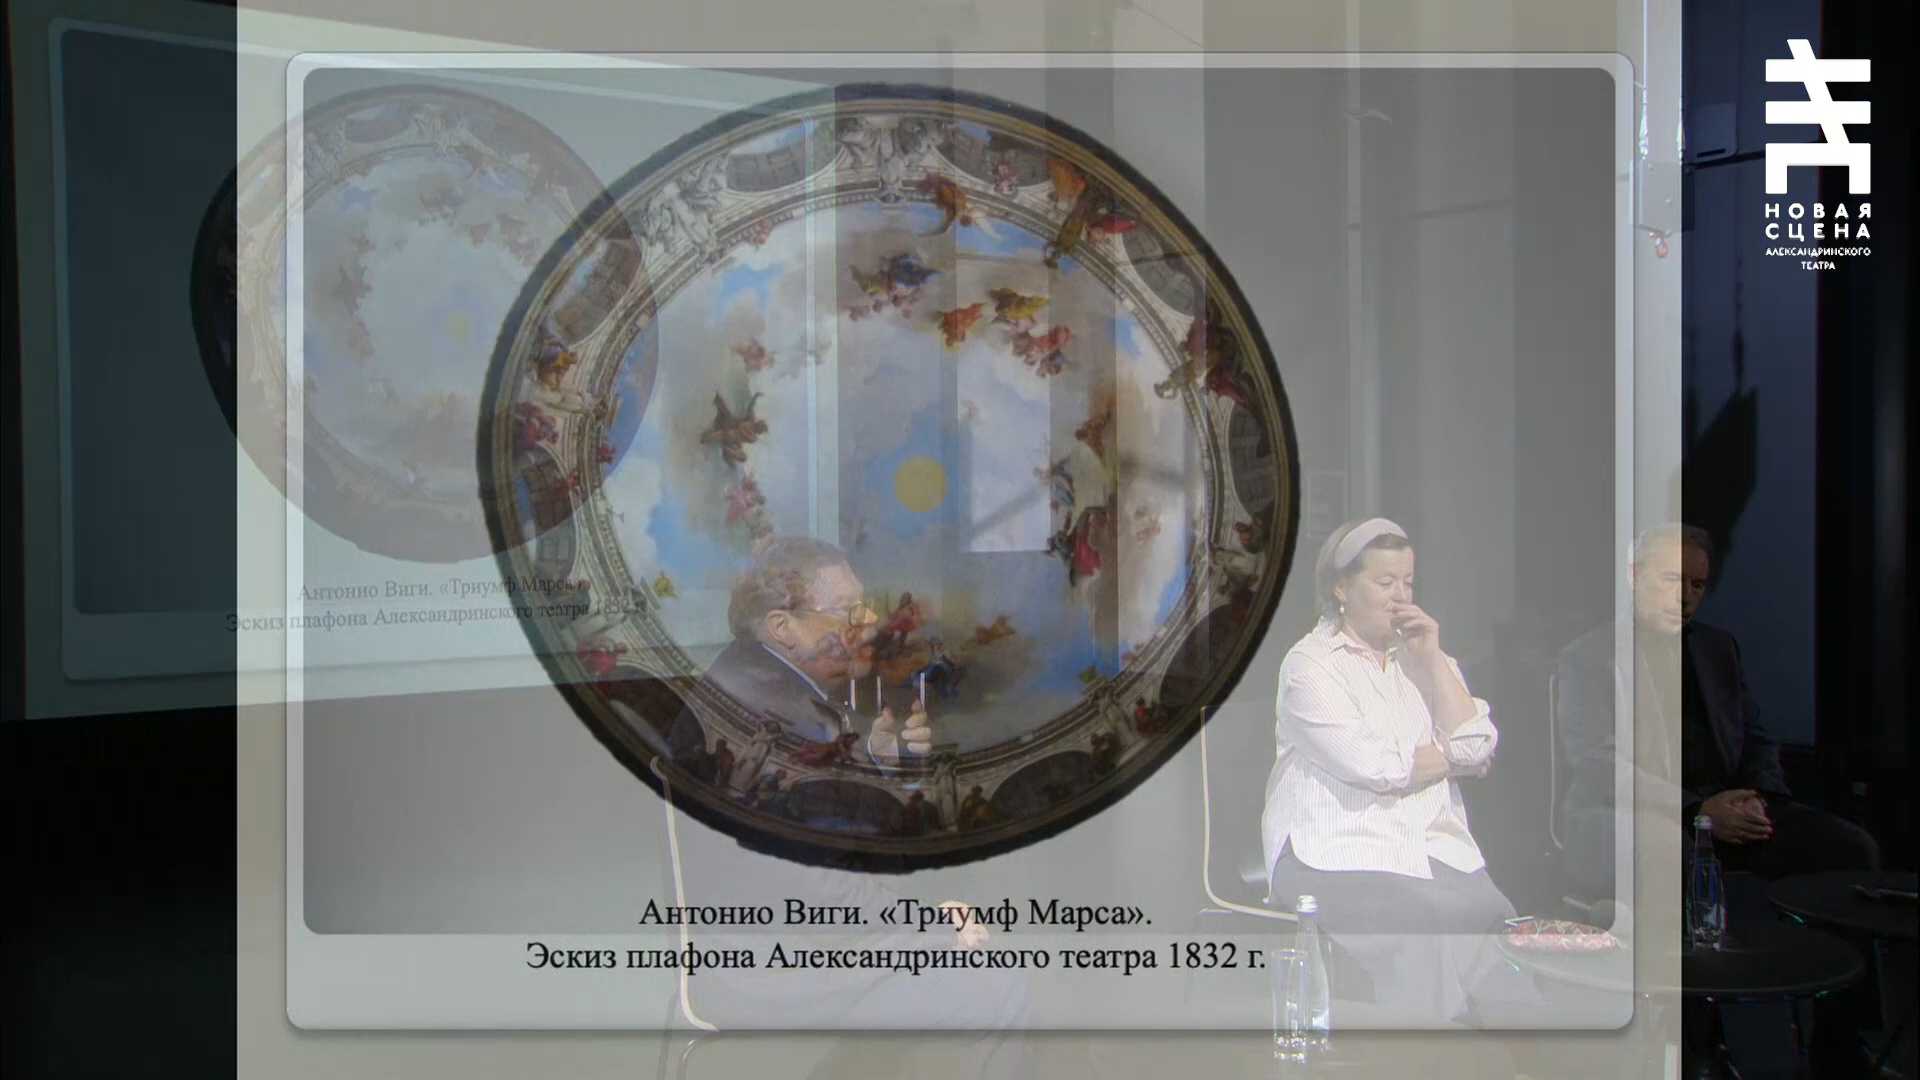 НОВАЯ
СЦЕНА
АЛЕКСАНДРИНСКОГО
ТЕАТРА
Антонио Виги. «Триумф Марса».
Эскиз плафона Александринского театра 1832 г.
Антонио Виги. «Триумф Марса».
Эскиз плафона Александринского театра 1832 г.